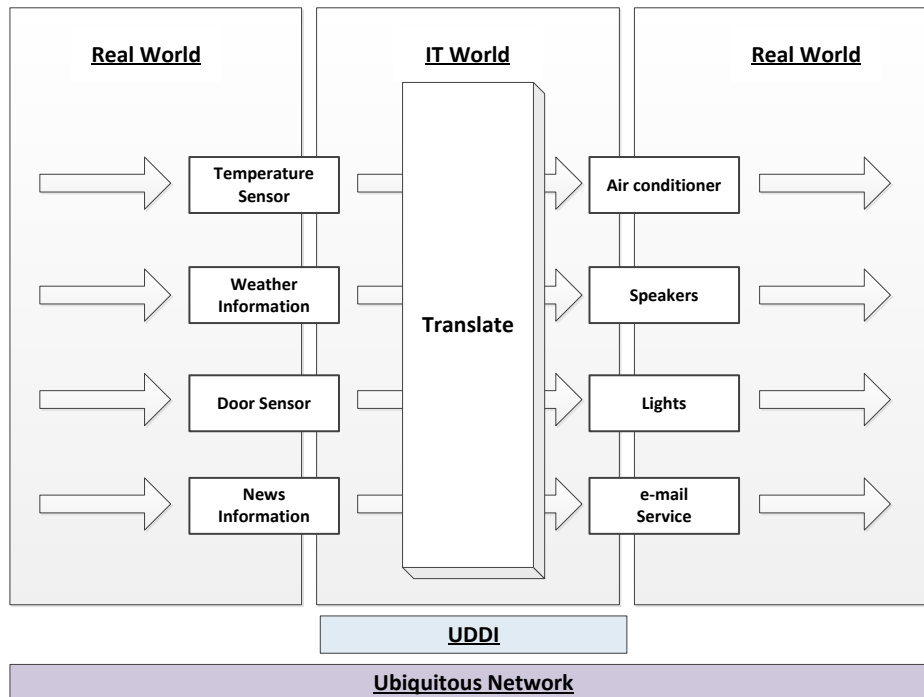 Real World
IT World
Real World
Temperature
Sensor
Air conditioner
Weather
Information
Translate
Speakers
Door Sensor
Lights
News
Information
e-mail
Service
UDDI
Ubiquitous Network